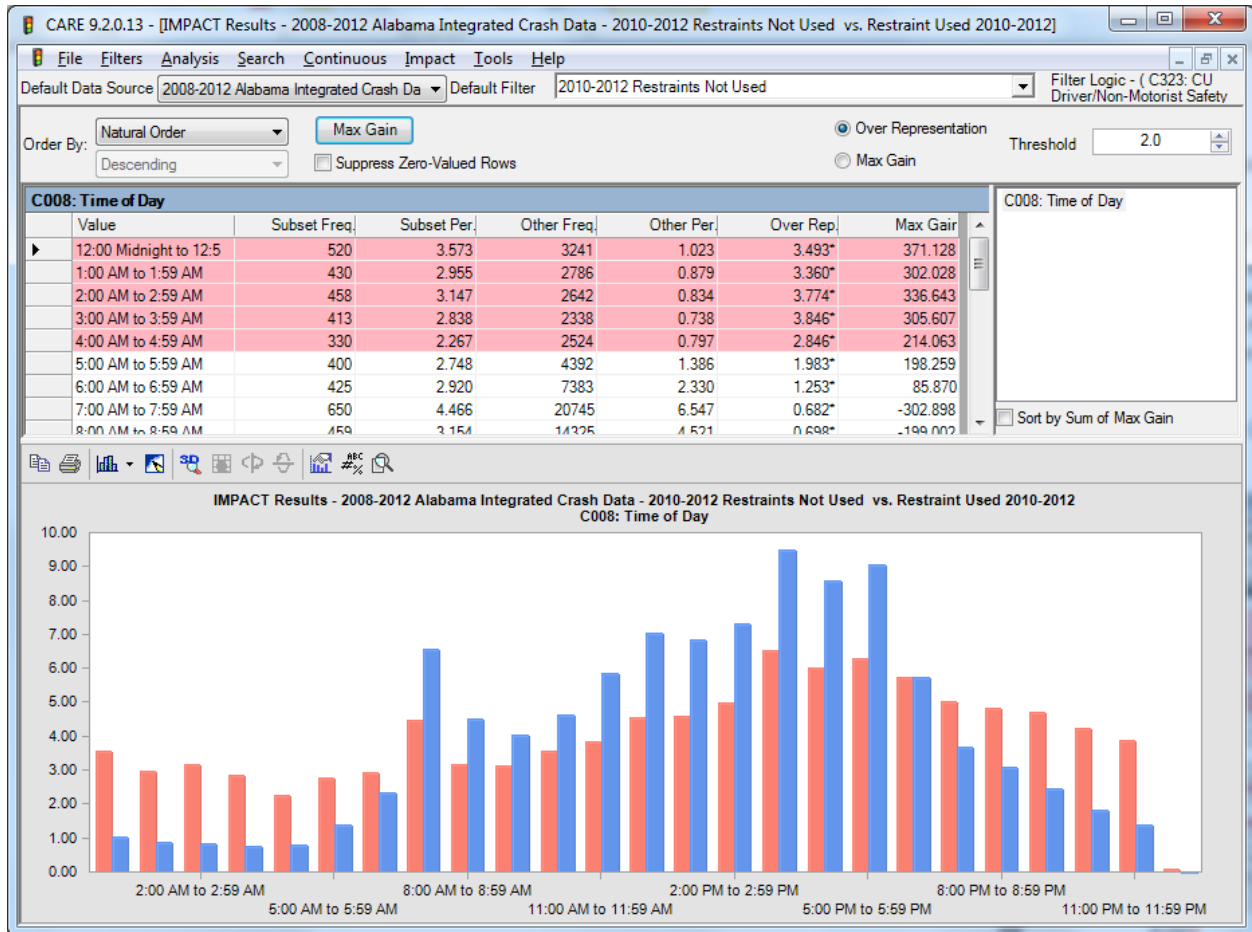 CARE 9.2.0.13 - [IMPACT Results - 2008-2012 Alabama Integrated Crash Data - 2010-2012 Restraints Not Used vs. Restraint Used 2010-2012]
File Filters Analysis Search Continuous Impact Tools Help
Default Data Source 2008-2012 Alabama Integrated Crash Da Default Filter 2010-2012 Restraints Not Used Filter Logic - ( C323: CU
Driver/Non-Motorist Safety
Order By: Natural Order Max Gain Over Representation Threshold 2.0
Descending Suppress Zero-Valued Rows Max Gain
C008: Time of Day C008: Time of Day
Value Subset Freq. Subset Per. Other Freq. Other Per. Over Rep. Max Gain
12:00 Midnight to 12:5 520 3.573 3241 1.023 3.493* 371.128
1:00 AM to 1:59 AM 430 2.955 2786 0.879 3.360* 302.028
2:00 AM to 2:59 AM 458 3.147 2642 0.834 3.774* 336.643
3:00 AM to 3:59 AM 413 2.838 2338 0.738 3.846* 305.607
4:00 AM to 4:59 AM 330 2.267 2524 0.797 2.846* 214.063
5:00 AM to 5:59 AM 400 2.748 4392 1.386 1.983* 198.259
6:00 AM to 6:59 AM 425 2.920 7383 2.330 1.253* 85.870
7:00 AM to 7:59 AM 650 4.466 20745 6.547 0.682* -302.898
8:00 AM to 8:59 AM 459 3.154 14325 4.521 0.698* -199.002
Sort by Sum of Max Gain
IMPACT Results - 2008-2012 Alabama Integrated Crash Data - 2010-2012 Restraints Not Used vs. Restraint Used 2010-2012
C008: Time of Day
10.00
9.00
8.00
7.00
6.00
5.00
4.00
3.00
2.00
1.00
0.00
2:00 AM to 2:59 AM 8:00 AM to 8:59 AM 2:00 PM to 2:59 PM 8:00 PM to 8:59 PM
5:00 AM to 5:59 AM 11:00 AM to 11:59 AM 5:00 PM to 5:59 PM 11:00 PM to 11:59 PM